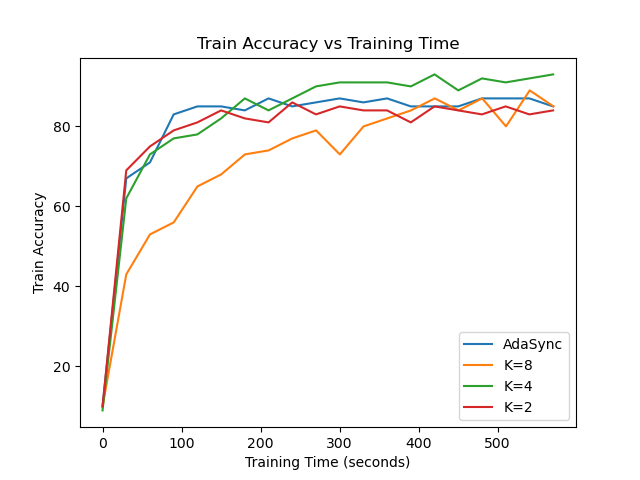 Train Accuracy vs Training Time
Train Accuracy
80
60
40
20
0
100
200
300
400
500
Training Time (seconds)
AdaSync
K=8
K=4
K=2